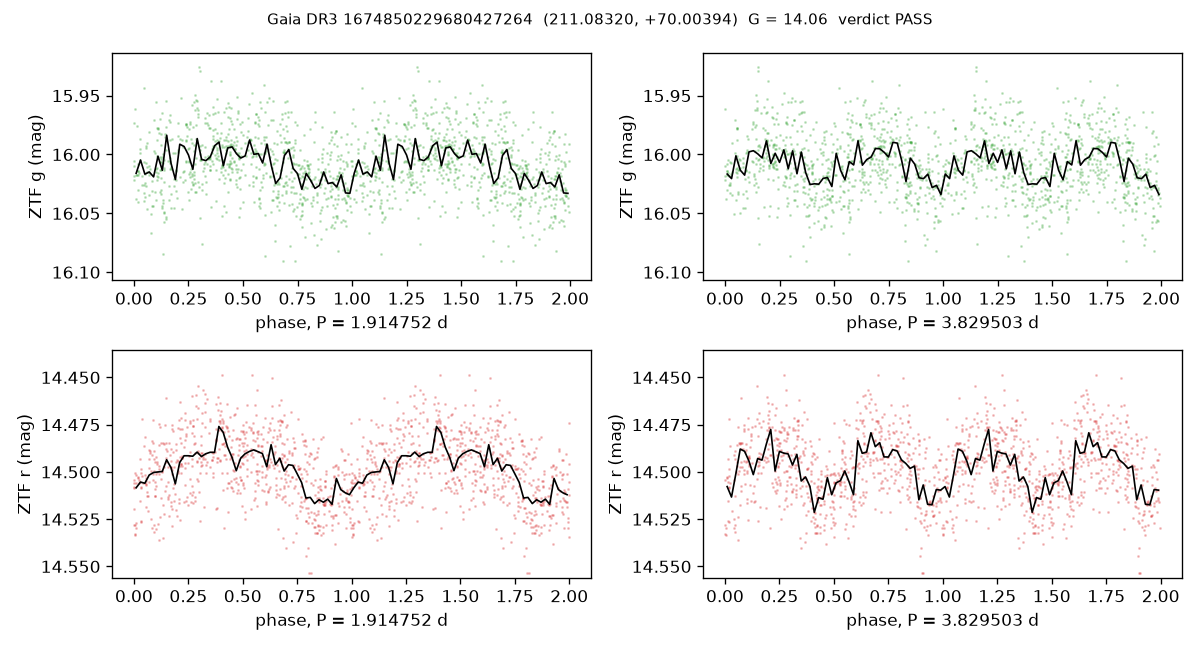 Gaia DR3 1674850229680427264 (211.08320, +70.00394) G = 14.06 verdict PASS
ZTF g (mag)
15.95
16.00
16.05
16.10
0.00 0.25 0.50 0.75 1.00 1.25 1.50 1.75 2.00
phase, P = 1.914752 d
ZTF g (mag)
15.95
16.00
16.05
16.10
0.00 0.25 0.50 0.75 1.00 1.25 1.50 1.75 2.00
phase, P = 3.829503 d
ZTF r (mag)
14.450
14.475
14.500
14.525
14.550
0.00 0.25 0.50 0.75 1.00 1.25 1.50 1.75 2.00
phase, P = 1.914752 d
ZTF r (mag)
14.450
14.475
14.500
14.525
14.550
0.00 0.25 0.50 0.75 1.00 1.25 1.50 1.75 2.00
phase, P = 3.829503 d